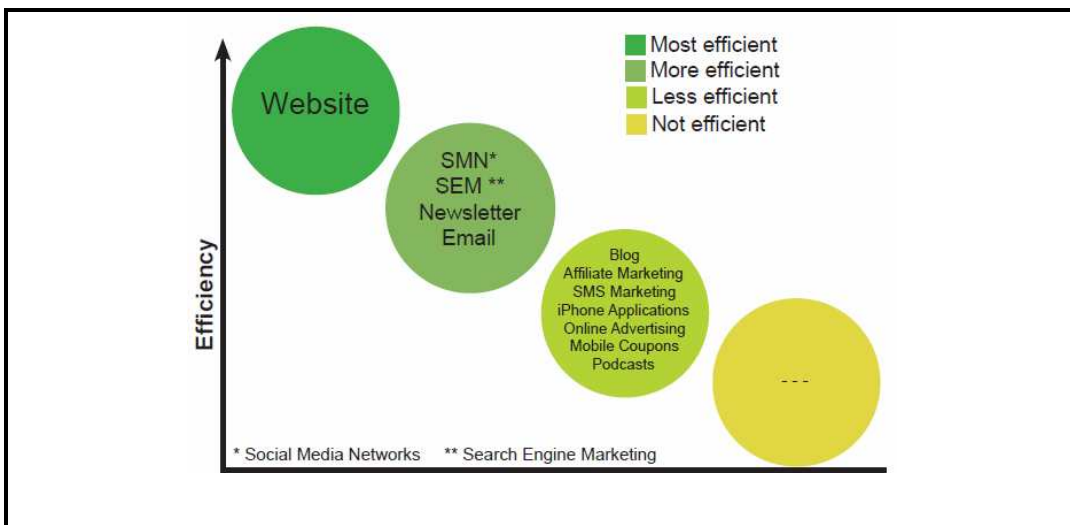 Most efficient
More efficient
Less efficient
Not efficient
Website
SMN*
SEM **
Newsletter
Email
Blog
Affiliate Marketing
SMS Marketing
iPhone Applications
Online Advertising
Mobile Coupons
Podcasts
- - -
Efficiency
* Social Media Networks ** Search Engine Marketing